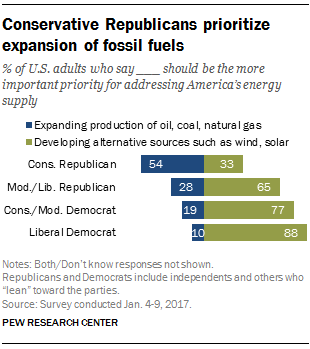 Conservative Republicans prioritize
expansion of fossil fuels
% of U.S. adults who say ___ should be the more
important priority for addressing America's energy
supply
Expanding production of oil, coal, natural gas
Developing alternative sources such as wind, solar
Cons. Republican 54 33
Mod./Lib. Republican 28 65
Cons./Mod. Democrat 19 77
Liberal Democrat 10 88
Notes: Both/Don't know responses not shown.
Republicans and Democrats include independents and others who
"lean" toward the parties.
Source: Survey conducted Jan. 4-9, 2017.
PEW RESEARCH CENTER